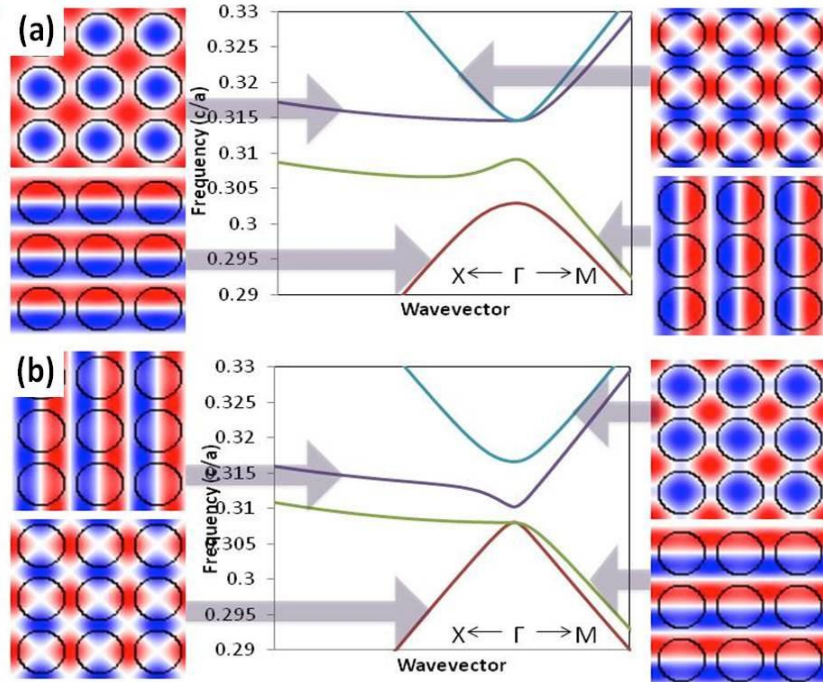 (a)
Frequency (c/a)
0.33
0.325
0.32
0.315
0.31
0.305
0.3
0.295
0.29
X ← Γ → M
Wavevector
(b)
Frequency (c/a)
0.33
0.325
0.32
0.315
0.31
0.305
0.3
0.295
0.29
X ← Γ → M
Wavevector